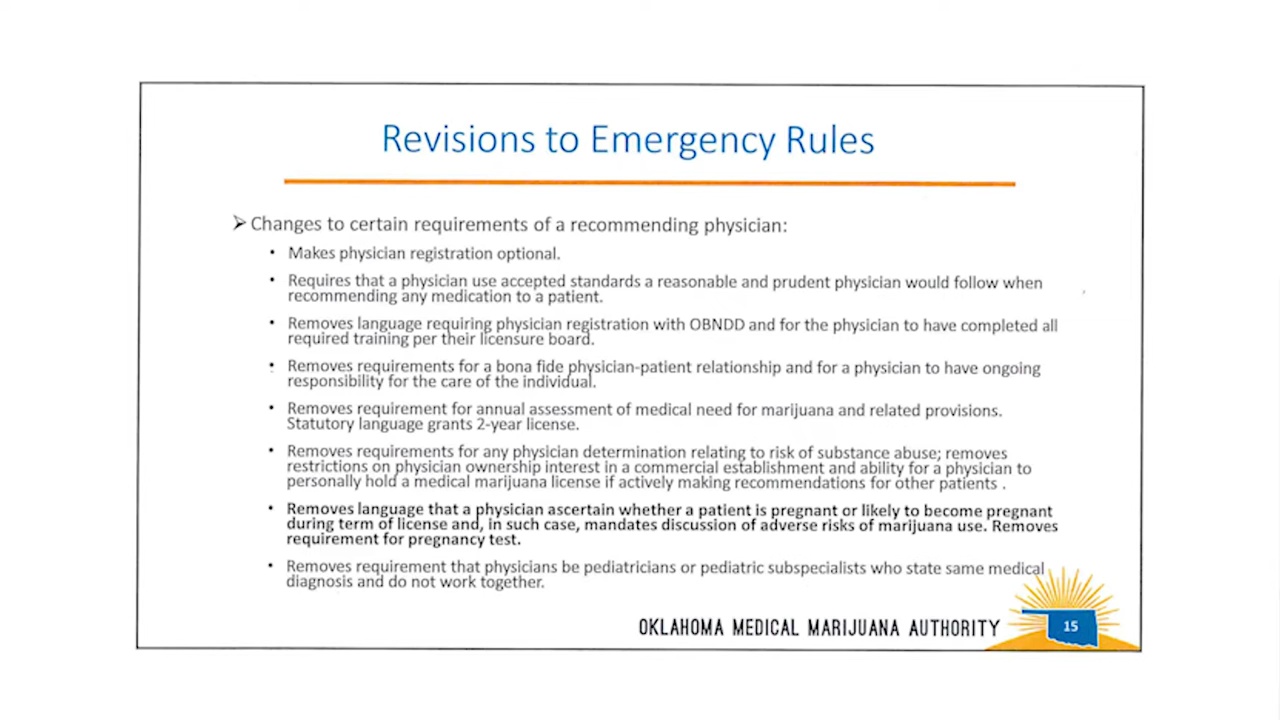 Revisions to Emergency Rules
➢ Changes to certain requirements of a recommending physician:
• Makes physician registration optional.
• Requires that a physician use accepted standards a reasonable and prudent physician would follow when
recommending any medication to a patient.
• Removes language requiring physician registration with OBNDD and for the physician to have completed all
required training per their licensure board.
• Removes requirements for a bona fide physician-patient relationship and for a physician to have ongoing
responsibility for the care of the individual.
• Removes requirement for annual assessment of medical need for marijuana and related provisions.
Statutory language grants 2-year license.
• Removes requirements for any physician determination relating to risk of substance abuse; removes
restrictions on physician ownership interest in a commercial establishment and ability for a physician to
personally hold a medical marijuana license if actively making recommendations for other patients .
• Removes language that a physician ascertain whether a patient is pregnant or likely to become pregnant
during term of license and, in such case, mandates discussion of adverse risks of marijuana use. Removes
requirement for pregnancy test.
• Removes requirement that physicians be pediatricians or pediatric subspecialists who state same medical
diagnosis and do not work together.
OKLAHOMA MEDICAL MARIJUANA AUTHORITY
15